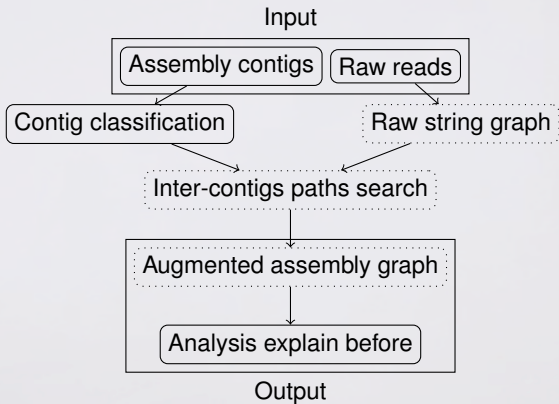 Input
Assembly contigs
Raw reads
Contig classification
Raw string graph
Inter-contigs paths search
Augmented assembly graph
Analysis explain before
Output